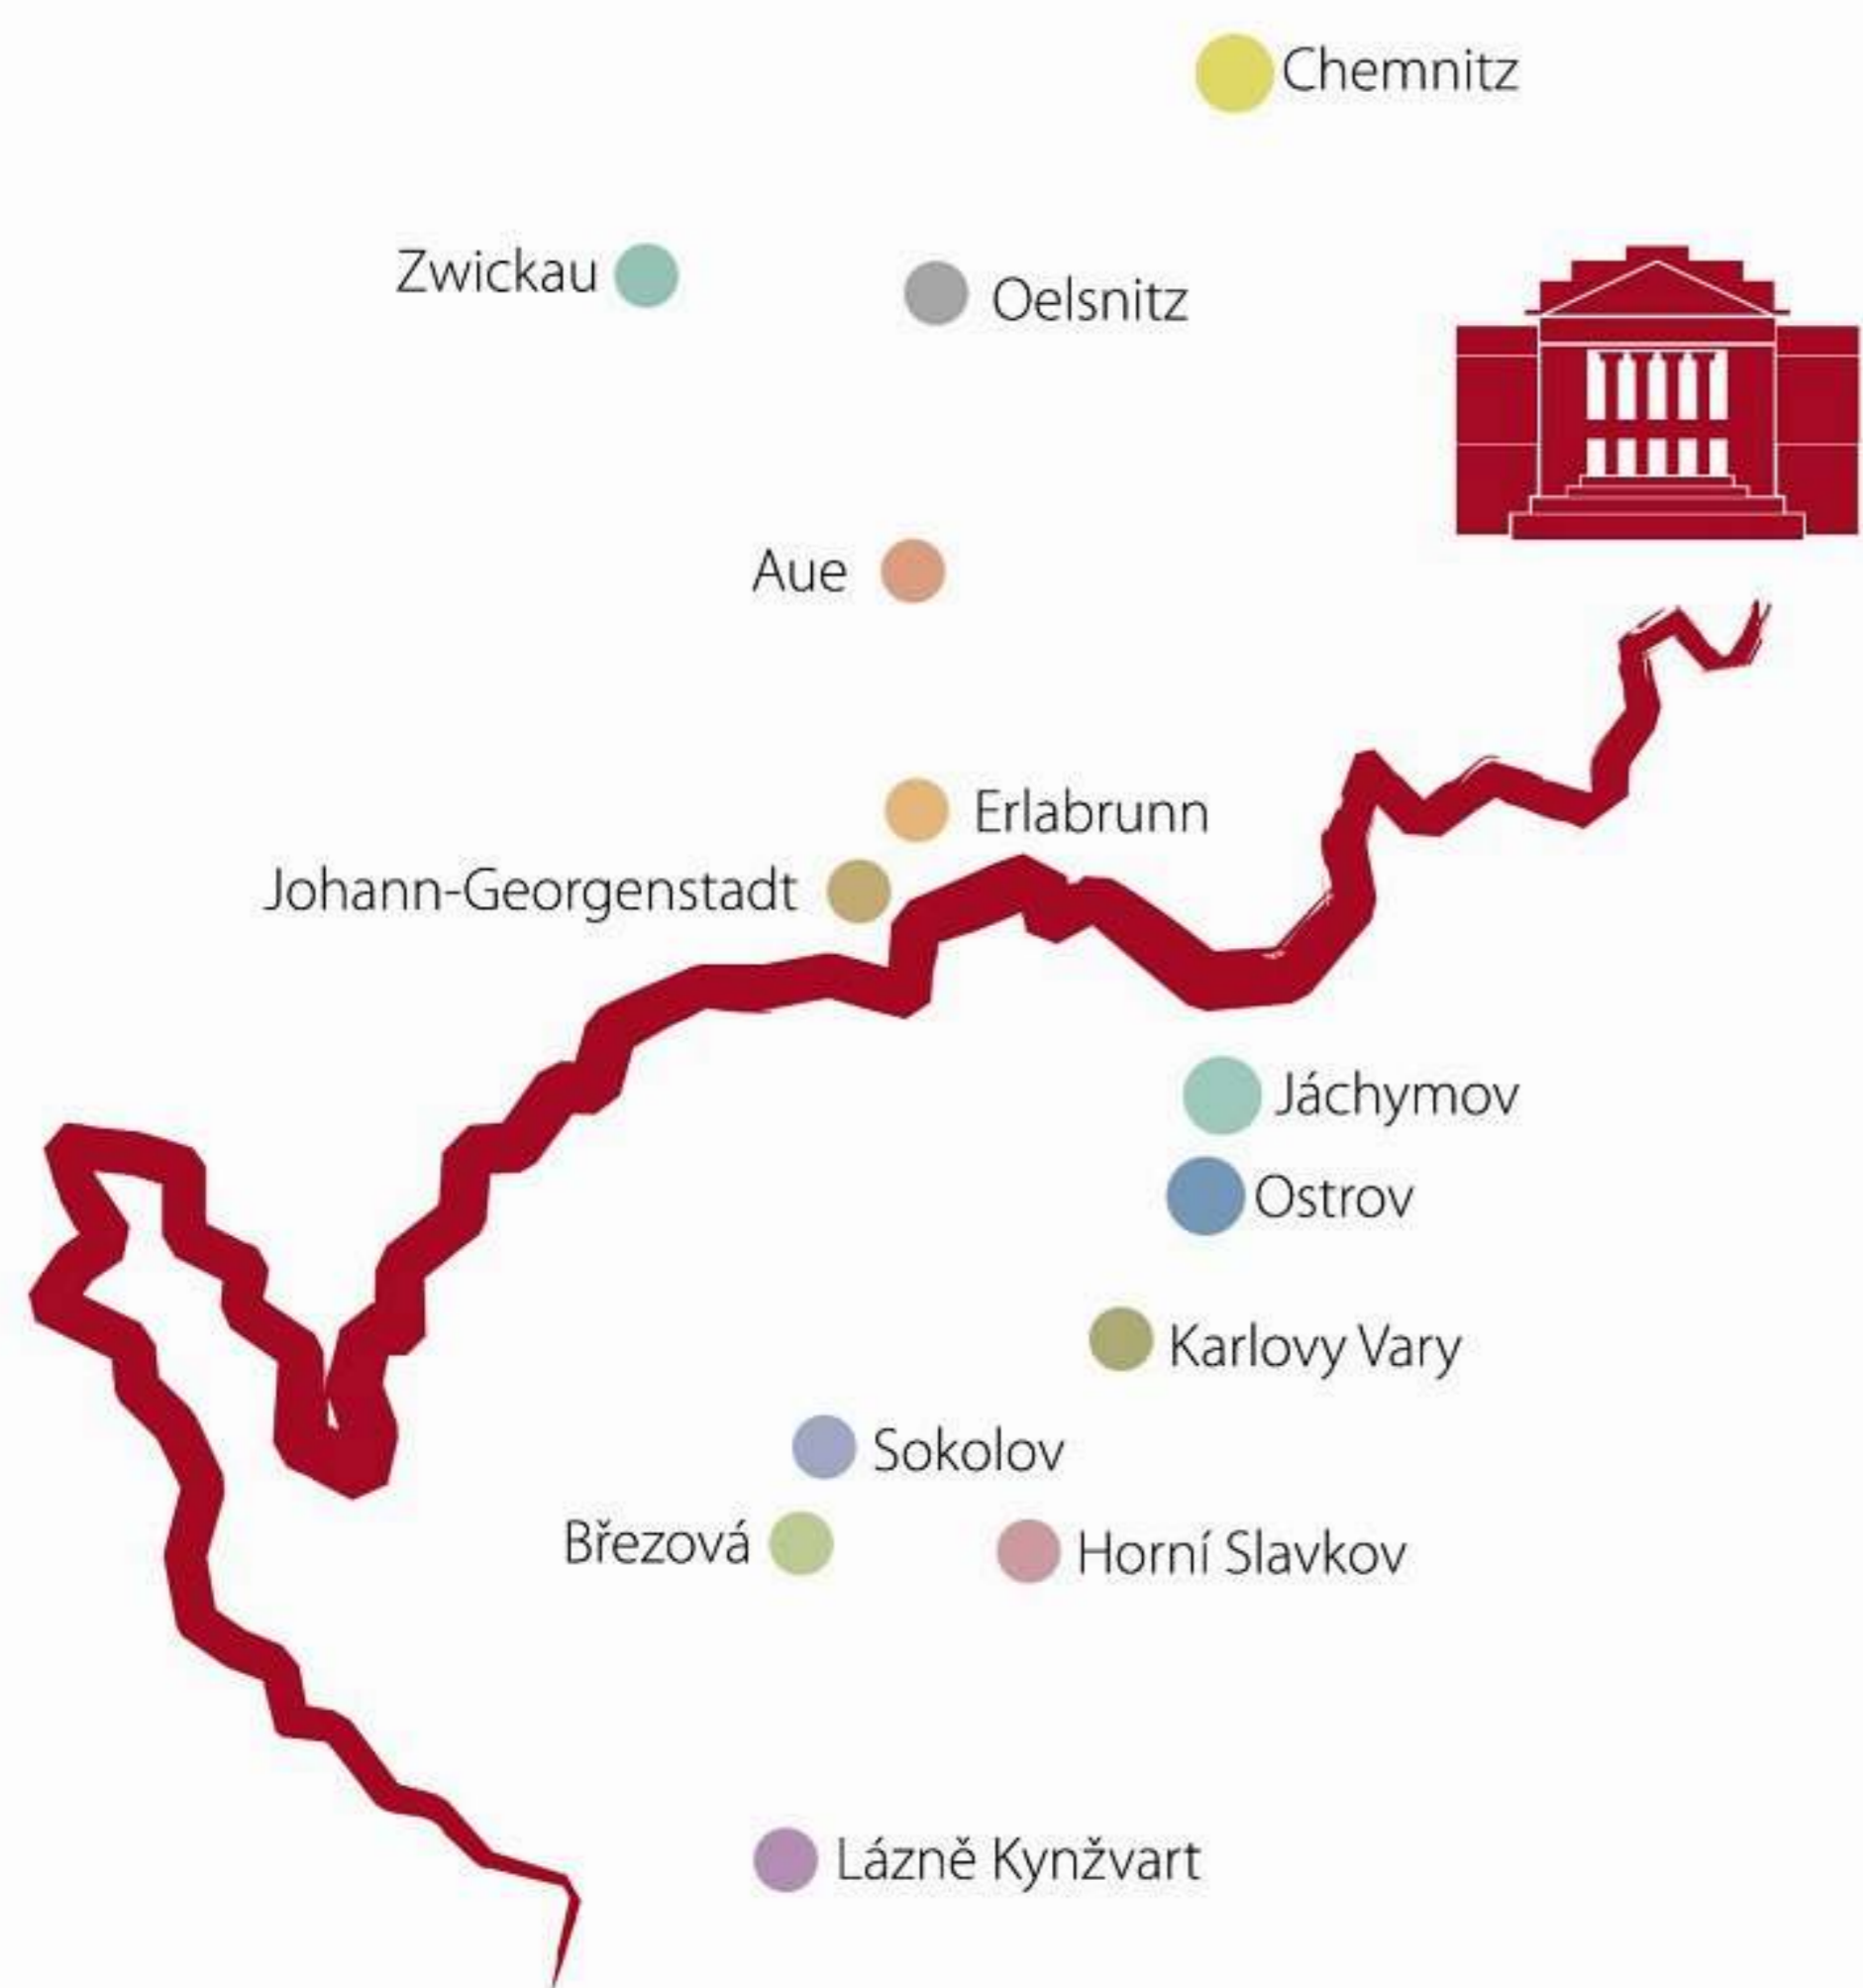 Chemnitz
Zwickau
Oelsnitz
Aue
Erlabrunn
Johann-Georgenstadt
Jáchymov
Ostrov
Karlovy Vary
Sokolov
Březová
Horní Slavkov
Lázně Kynžvart